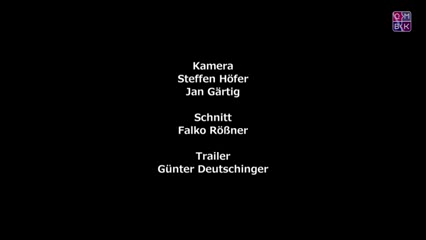 Kamera
Steffen Höfer
Jan Gärtig
Schnitt
Falko Rößner
Trailer
Günter Deutschinger